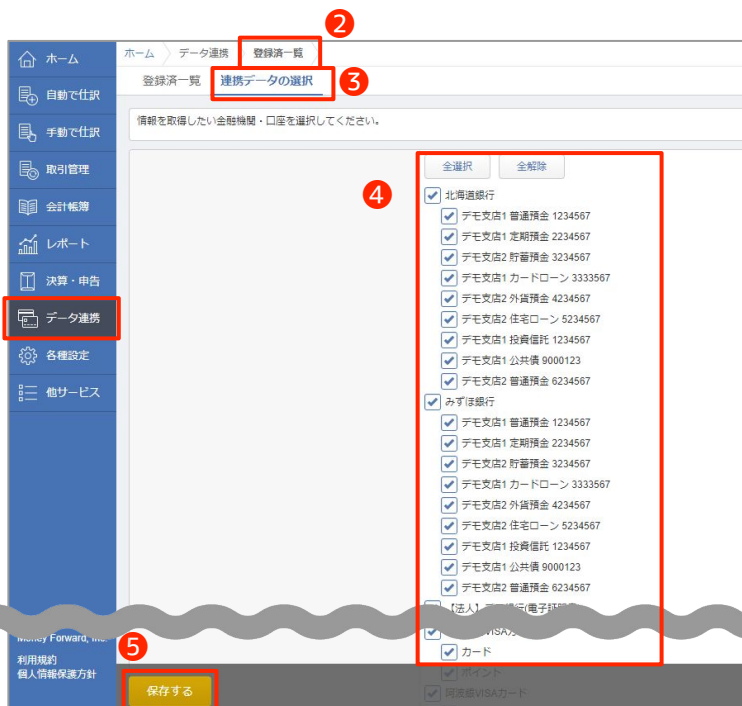 2
ホーム
自動で仕訳
手動で仕訳
取引管理
会計帳簿
レポート
決算・申告
データ連携
各種設定
他サービス
ホーム データ連携 登録済一覧
登録済一覧 連携データの選択 3
情報を取得したい金融機関・口座を選択してください。
4
全選択 全解除
北海道銀行
デモ支店1 普通預金 1234567
デモ支店1 定期預金 2234567
デモ支店2 貯蓄預金 3234567
デモ支店1 カードローン 3333567
デモ支店2 外貨預金 4234567
デモ支店2 住宅ローン 5234567
デモ支店1 投資信託 1234567
デモ支店1 公共債 9000123
デモ支店2 普通預金 6234567
みずほ銀行
デモ支店1 普通預金 1234567
デモ支店1 定期預金 2234567
デモ支店2 貯蓄預金 3234567
デモ支店1 カードローン 3333567
デモ支店2 外貨預金 4234567
デモ支店2 住宅ローン 5234567
デモ支店1 投資信託 1234567
デモ支店1 公共債 9000123
デモ支店2 普通預金 6234567
【法人】
カード
ポイント
阿波銀VISAカード
Money Forward, Inc.
利用規約
個人情報保護方針
5
保存する